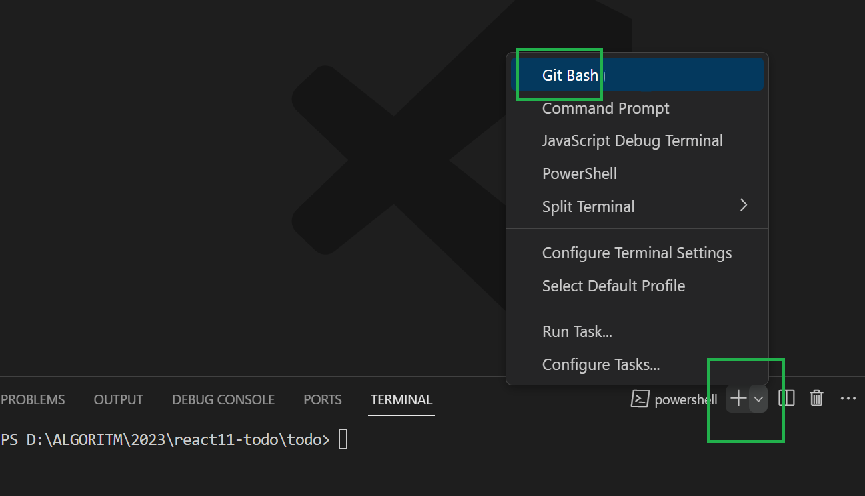 Git Bash
Command Prompt
JavaScript Debug Terminal
PowerShell
Split Terminal
Configure Terminal Settings
Select Default Profile
Run Task...
Configure Tasks...
PROBLEMS OUTPUT DEBUG CONSOLE PORTS TERMINAL powershell
PS D:\ALGORITM\2023\react11-todo\todo>